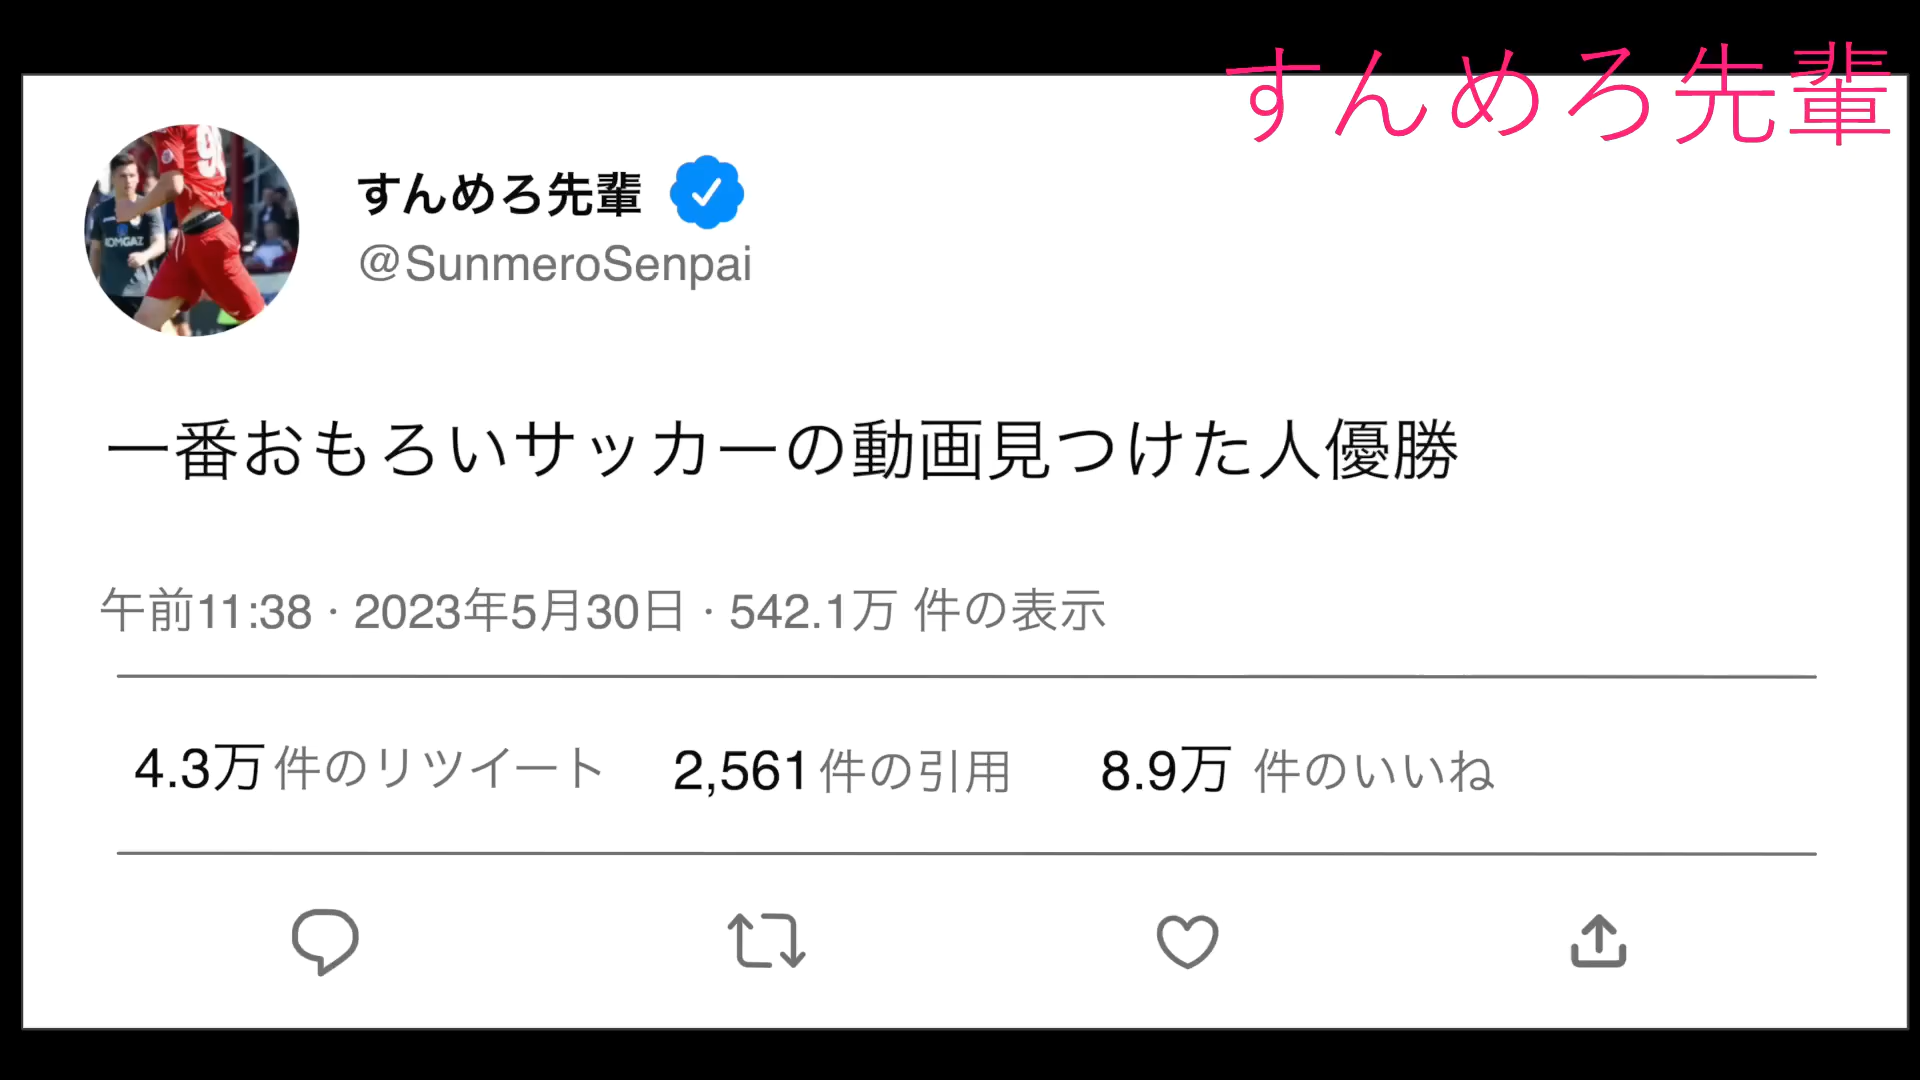 すんめろ先輩
すんめろ先輩
@SunmeroSenpai
一番おもろいサッカーの動画見つけた人優勝
午前11:38 · 2023年5月30日 · 542.1万 件の表示
4.3万 件のリツイート 2,561 件の引用 8.9万 件のいいね